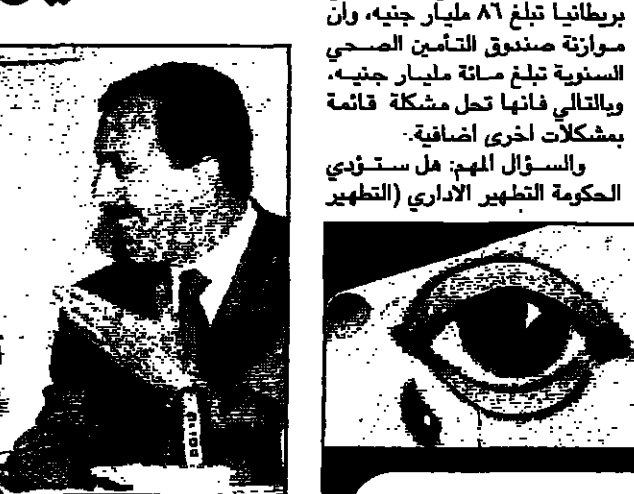 بريطانيا تبلغ ٨٦ مليار جنيه، وأن
موازنة صندوق التأمين الصحي
السنوية تبلغ مائة مليار جنيه.
وبالتالي فانها تحل مشكلة قائمة
بمشكلات اخرى اضافية.
والسؤال المهم: هل ستؤدي
الحكومة التطهير الاداري (التطهير